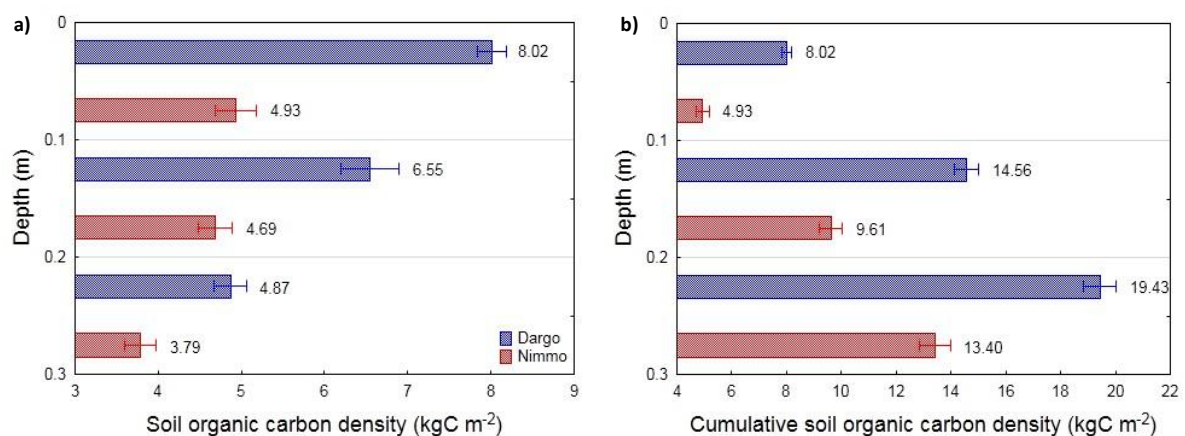 a)
0
8.02
4.93
0.1
6.55
4.69
0.2
4.87
3.79
0.3
Depth (m)
Dargo
Nimmo
3 4 5 6 7 8 9
Soil organic carbon density (kgC m⁻²)
b)
0
8.02
4.93
0.1
14.56
9.61
0.2
19.43
13.40
0.3
Depth (m)
4 6 8 10 12 14 16 18 20 22
Cumulative soil organic carbon density (kgC m⁻²)